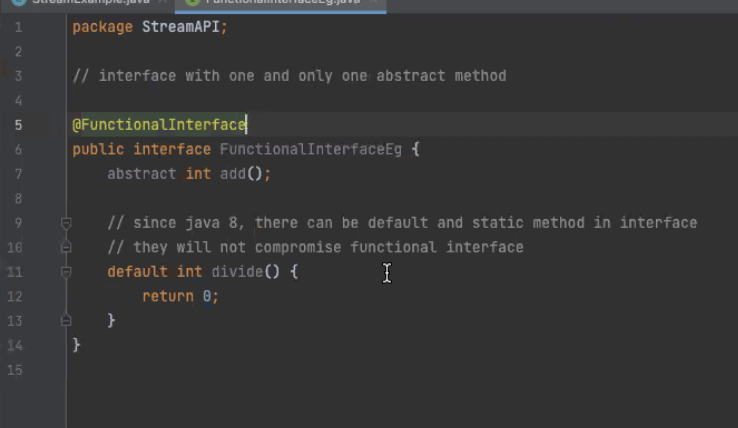 StreamExample.java FunctionalInterfaceEg.java
1 package StreamAPI;
2
3 // interface with one and only one abstract method
4
5 @FunctionalInterface
6 public interface FunctionalInterfaceEg {
7 abstract int add();
8
9 // since java 8, there can be default and static method in interface
10 // they will not compromise functional interface
11 default int divide() {
12 return 0;
13 }
14 }
15